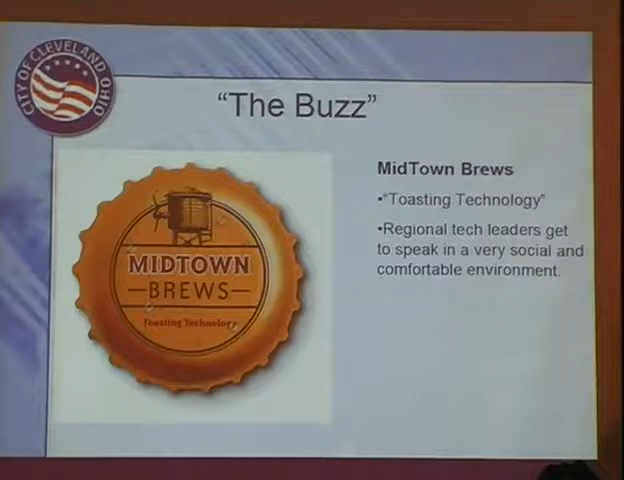 CITY OF CLEVELAND OHIO
“The Buzz”
MIDTOWN
BREWS
Toasting Technology
MidTown Brews
•“Toasting Technology”
•Regional tech leaders get
to speak in a very social and
comfortable environment.